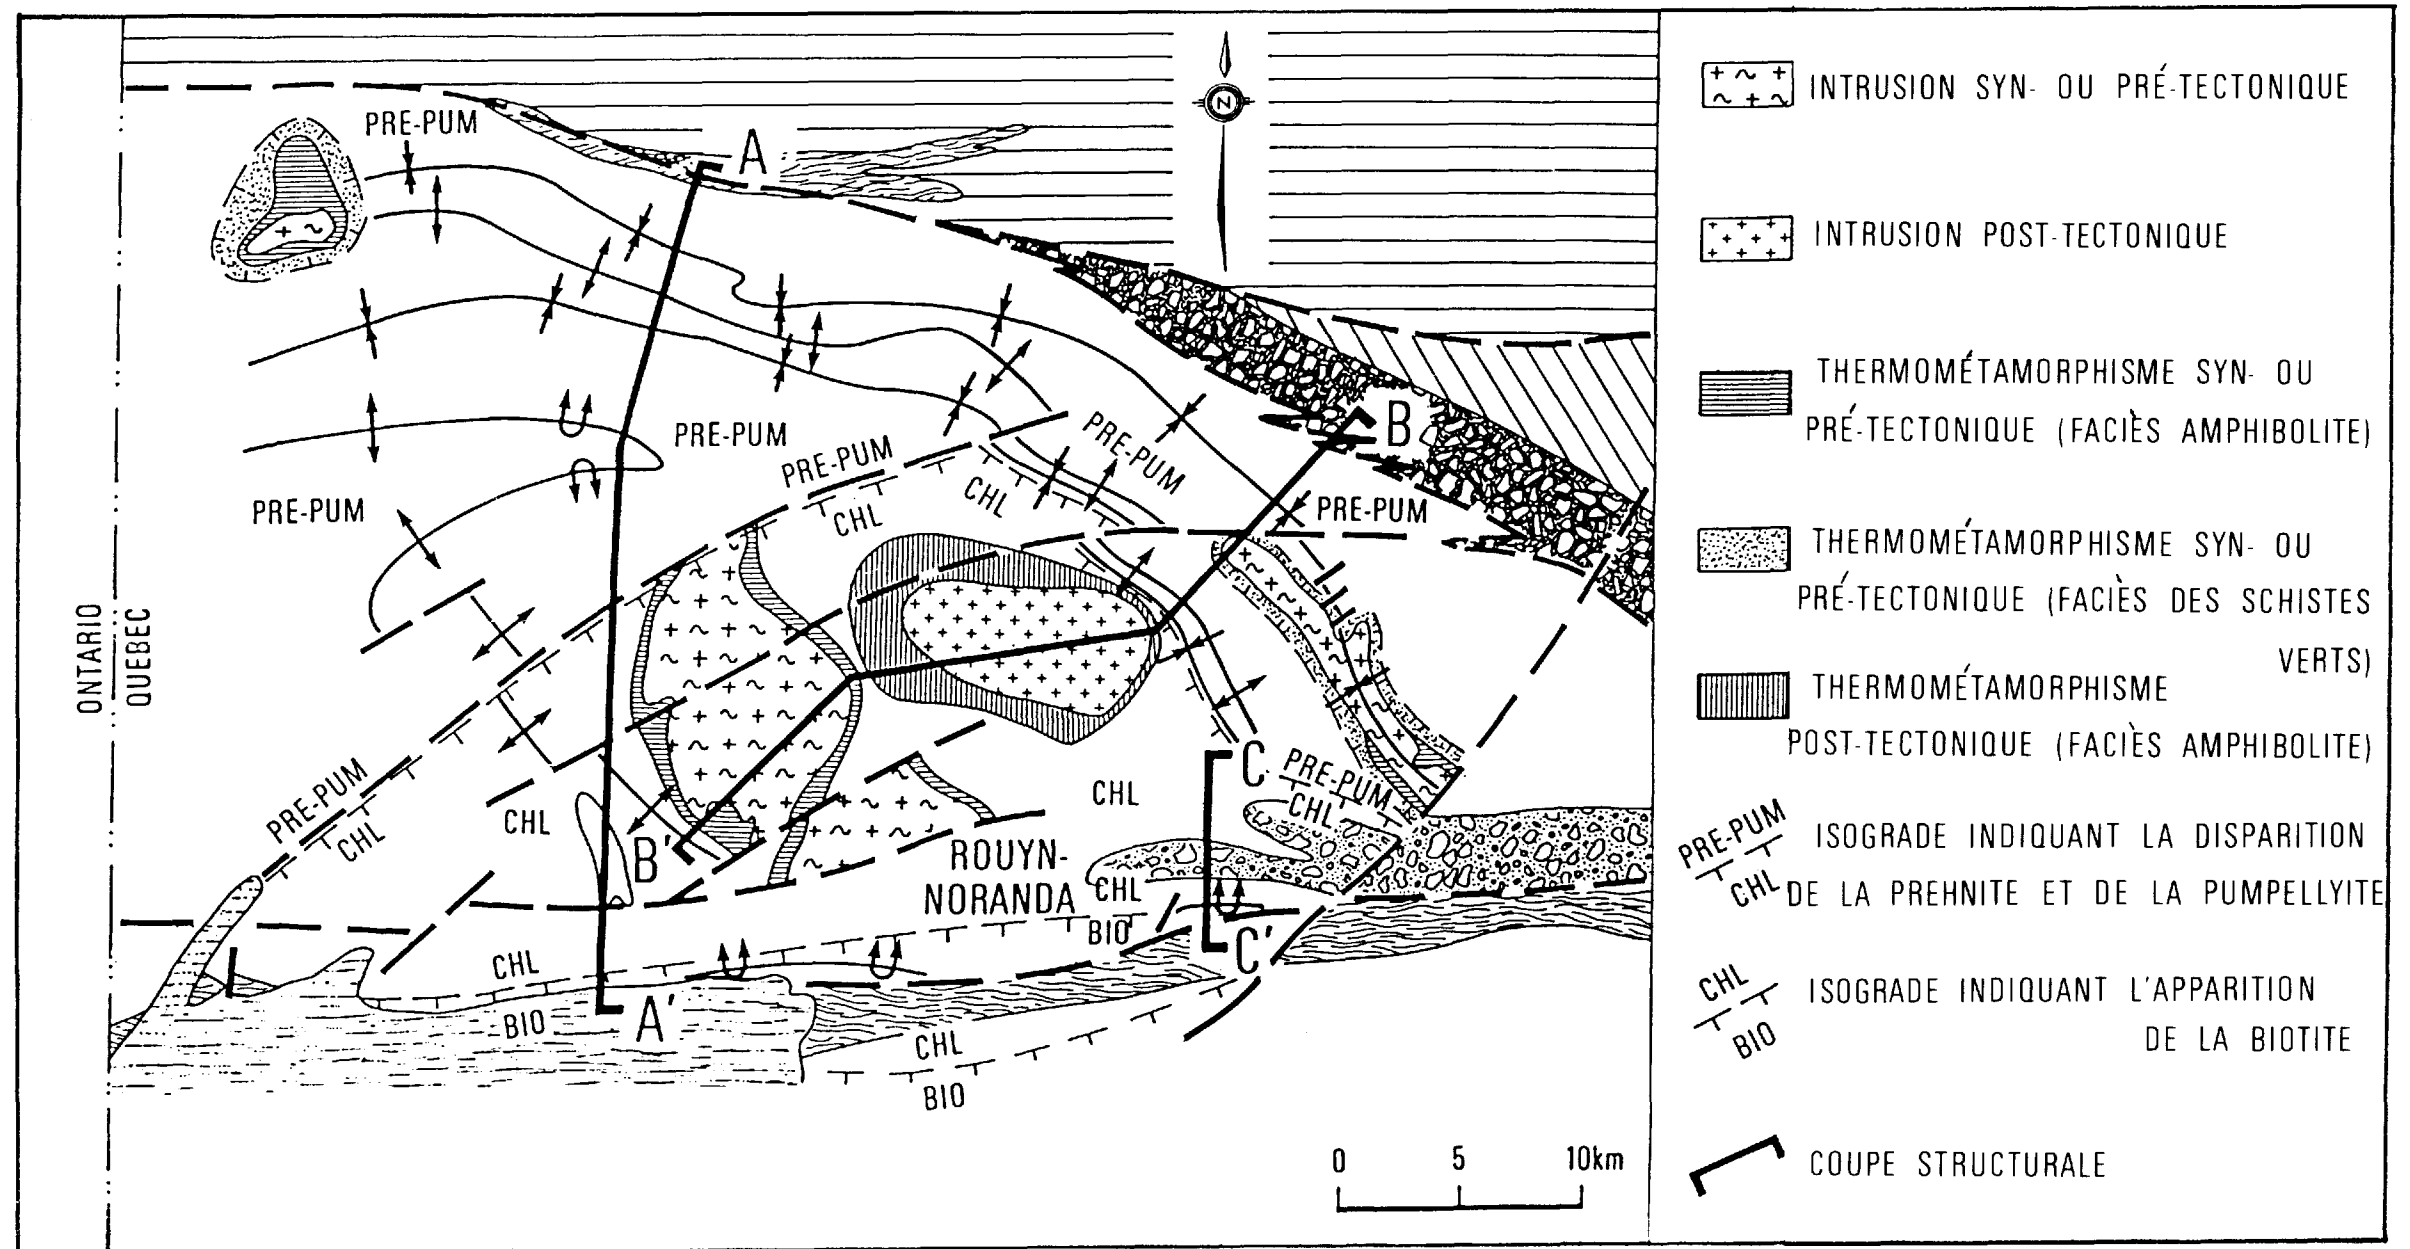 PRE-PUM
A
N
B
PRE-PUM
PRE-PUM
CHL
PRE-PUM
CHL
PRE-PUM
PRE-PUM
ONTARIO
QUEBEC
PRE-PUM
CHL
CHL
B'
ROUYN-
NORANDA
CHL
C
PRE-PUM
CHL
CHL
BIO
C'
CHL
BIO
A'
CHL
BIO
0 5 10km
INTRUSION SYN- OU PRÉ-TECTONIQUE
INTRUSION POST-TECTONIQUE
THERMOMÉTAMORPHISME SYN- OU
PRÉ-TECTONIQUE (FACIÈS AMPHIBOLITE)
THERMOMÉTAMORPHISME SYN- OU
PRÉ-TECTONIQUE (FACIÈS DES SCHISTES
VERTS)
THERMOMÉTAMORPHISME
POST-TECTONIQUE (FACIÈS AMPHIBOLITE)
PRE-PUM
CHL
ISOGRADE INDIQUANT LA DISPARITION
DE LA PREHNITE ET DE LA PUMPELLYITE
CHL
BIO
ISOGRADE INDIQUANT L'APPARITION
DE LA BIOTITE
COUPE STRUCTURALE